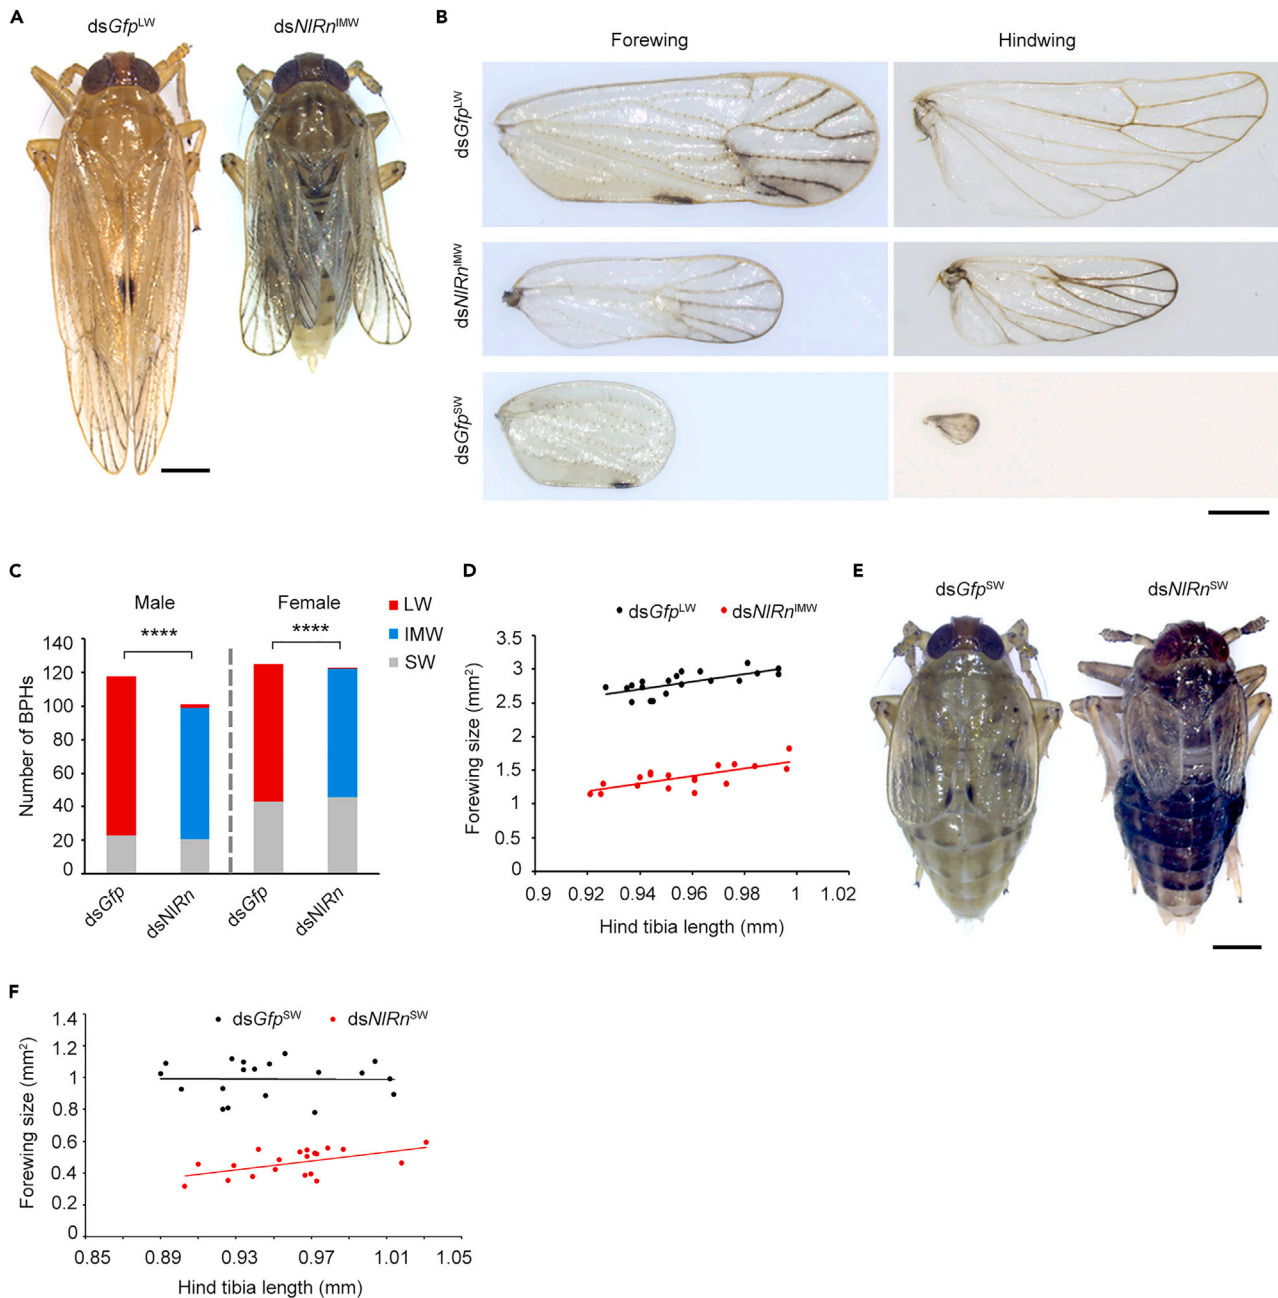 A
dsGfpLW
dsNlRnIMW
B
Forewing
Hindwing
dsGfpLW
dsNlRnIMW
dsGfpSW
C
Male
Female
LW
IMW
SW
****
****
Number of BPHs
140
120
100
80
60
40
20
0
dsGfp
dsNlRn
dsGfp
dsNlRn
D
dsGfpLW
dsNlRnIMW
Forewing size (mm2)
3.5
3
2.5
2
1.5
1
0.5
0
0.9
0.92
0.94
0.96
0.98
1
1.02
Hind tibia length (mm)
E
dsGfpSW
dsNlRnSW
F
dsGfpSW
dsNlRnSW
Forewing size (mm2)
1.4
1.2
1
0.8
0.6
0.4
0.2
0
0.85
0.89
0.93
0.97
1.01
1.05
Hind tibia length (mm)